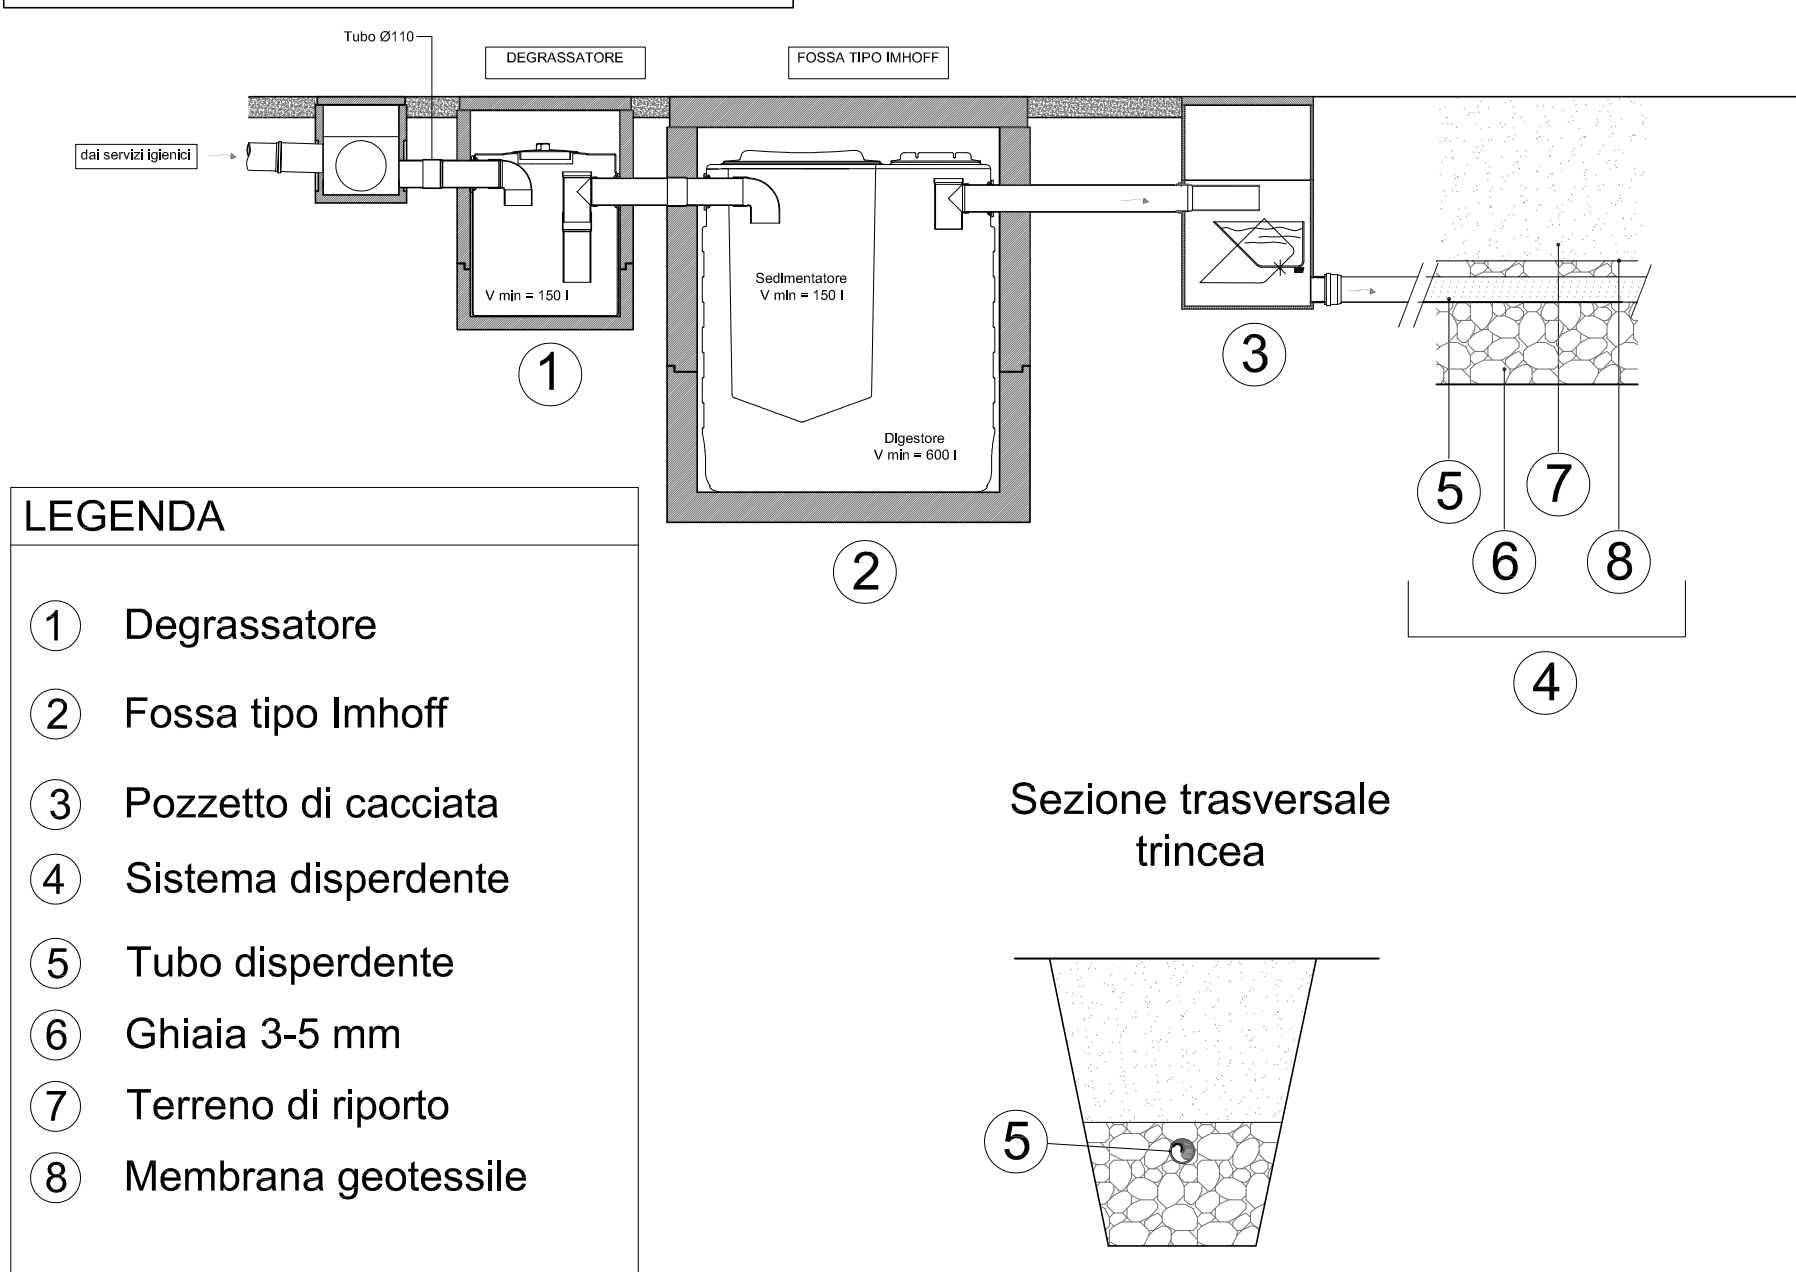 Tubo Ø110
DEGRASSATORE
FOSSA TIPO IMHOFF
dai servizi igienici
V min = 150 l
Sedimentatore
V min = 150 l
Digestore
V min = 600 l
1
2
3
5
7
6
8
4
LEGENDA
1 Degrassatore
2 Fossa tipo Imhoff
3 Pozzetto di cacciata
4 Sistema disperdente
5 Tubo disperdente
6 Ghiaia 3-5 mm
7 Terreno di riporto
8 Membrana geotessile
Sezione trasversale
trincea
5